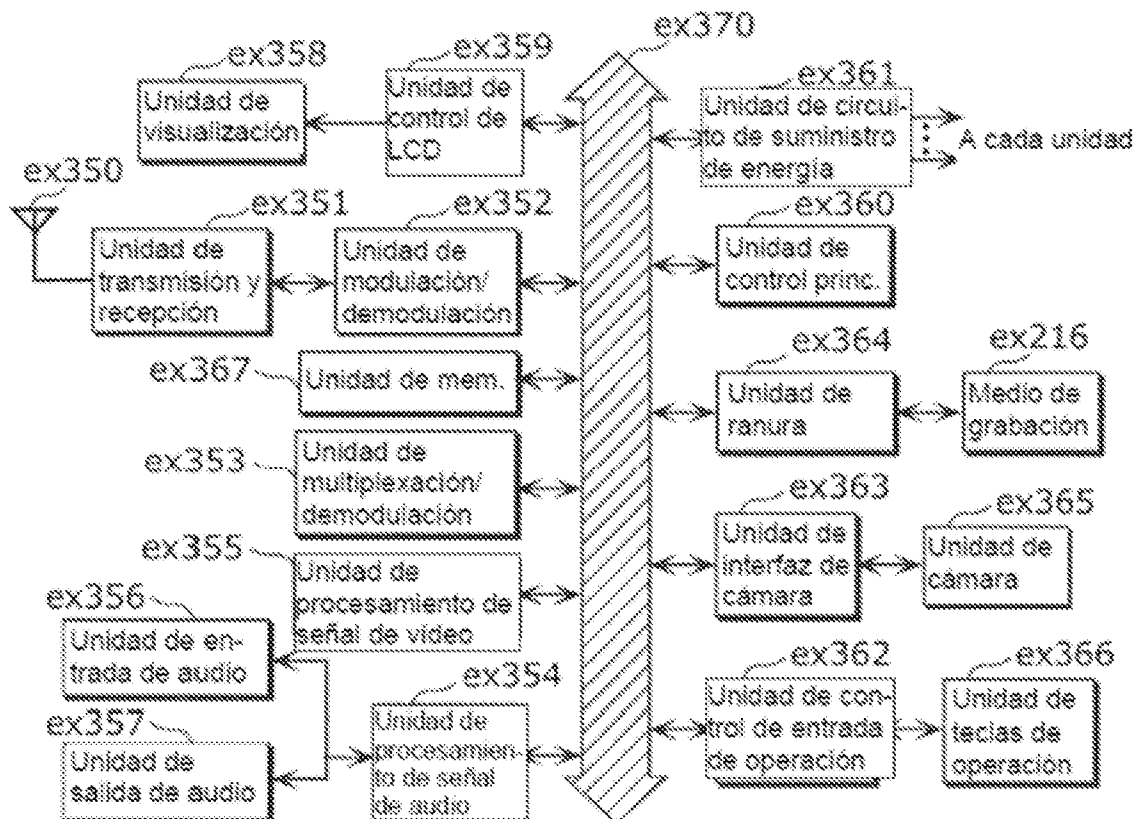 ex370
ex358
Unidad de
visualización
ex359
Unidad de
control de
LCD
ex361
Unidad de circui-
to de suministro
de energía
A cada unidad
ex350
ex351
Unidad de
transmisión y
recepción
ex352
Unidad de
modulación/
demodulación
ex360
Unidad de
control princ.
ex367
Unidad de mem.
ex364
Unidad de
ranura
ex216
Medio de
grabación
ex353
Unidad de
multiplexación/
demodulación
ex363
Unidad de
interfaz de
cámara
ex365
Unidad de
cámara
ex355
Unidad de
procesamiento de
señal de vídeo
ex356
Unidad de en-
trada de audio
ex357
Unidad de
salida de audio
ex354
Unidad de
procesamien-
to de señal
de audio
ex362
Unidad de con-
trol de entrada
de operación
ex366
Unidad de
teclas de
operación